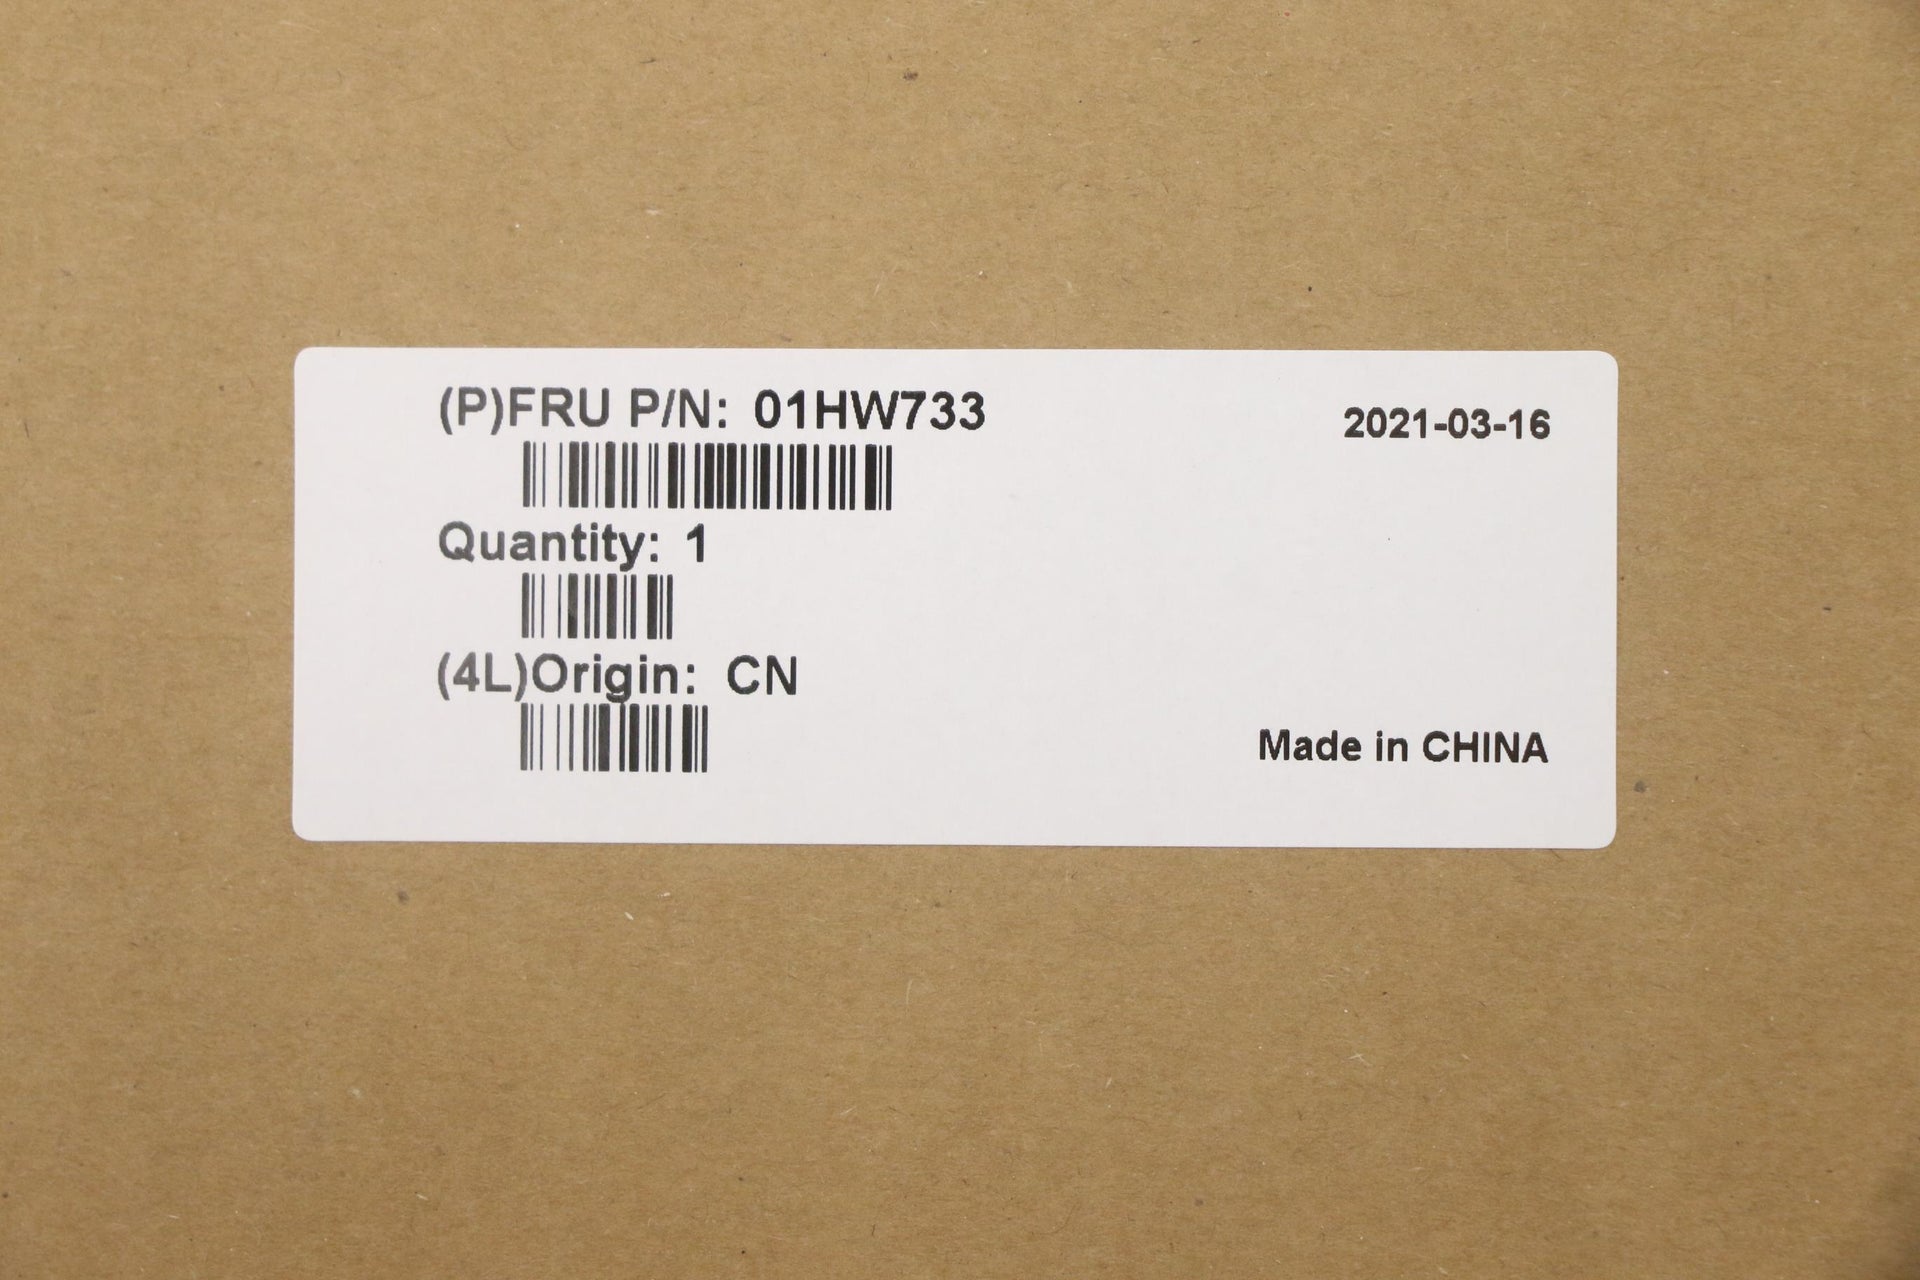 (P)FRU P/N: 01HW733
2021-03-16
Quantity: 1
(4L)Origin: CN
Made in CHINA